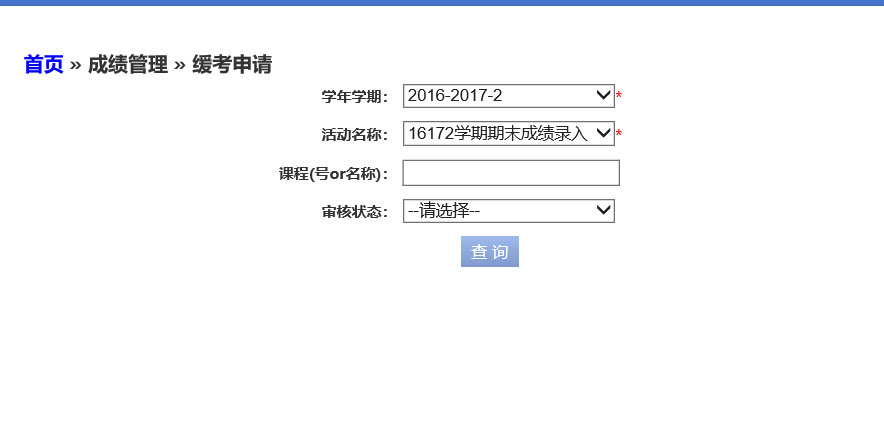 首页 » 成绩管理 » 缓考申请
学年学期： 2016-2017-2 *
活动名称： 16172学期期末成绩录入 *
课程(号or名称)：
审核状态： --请选择--
查 询